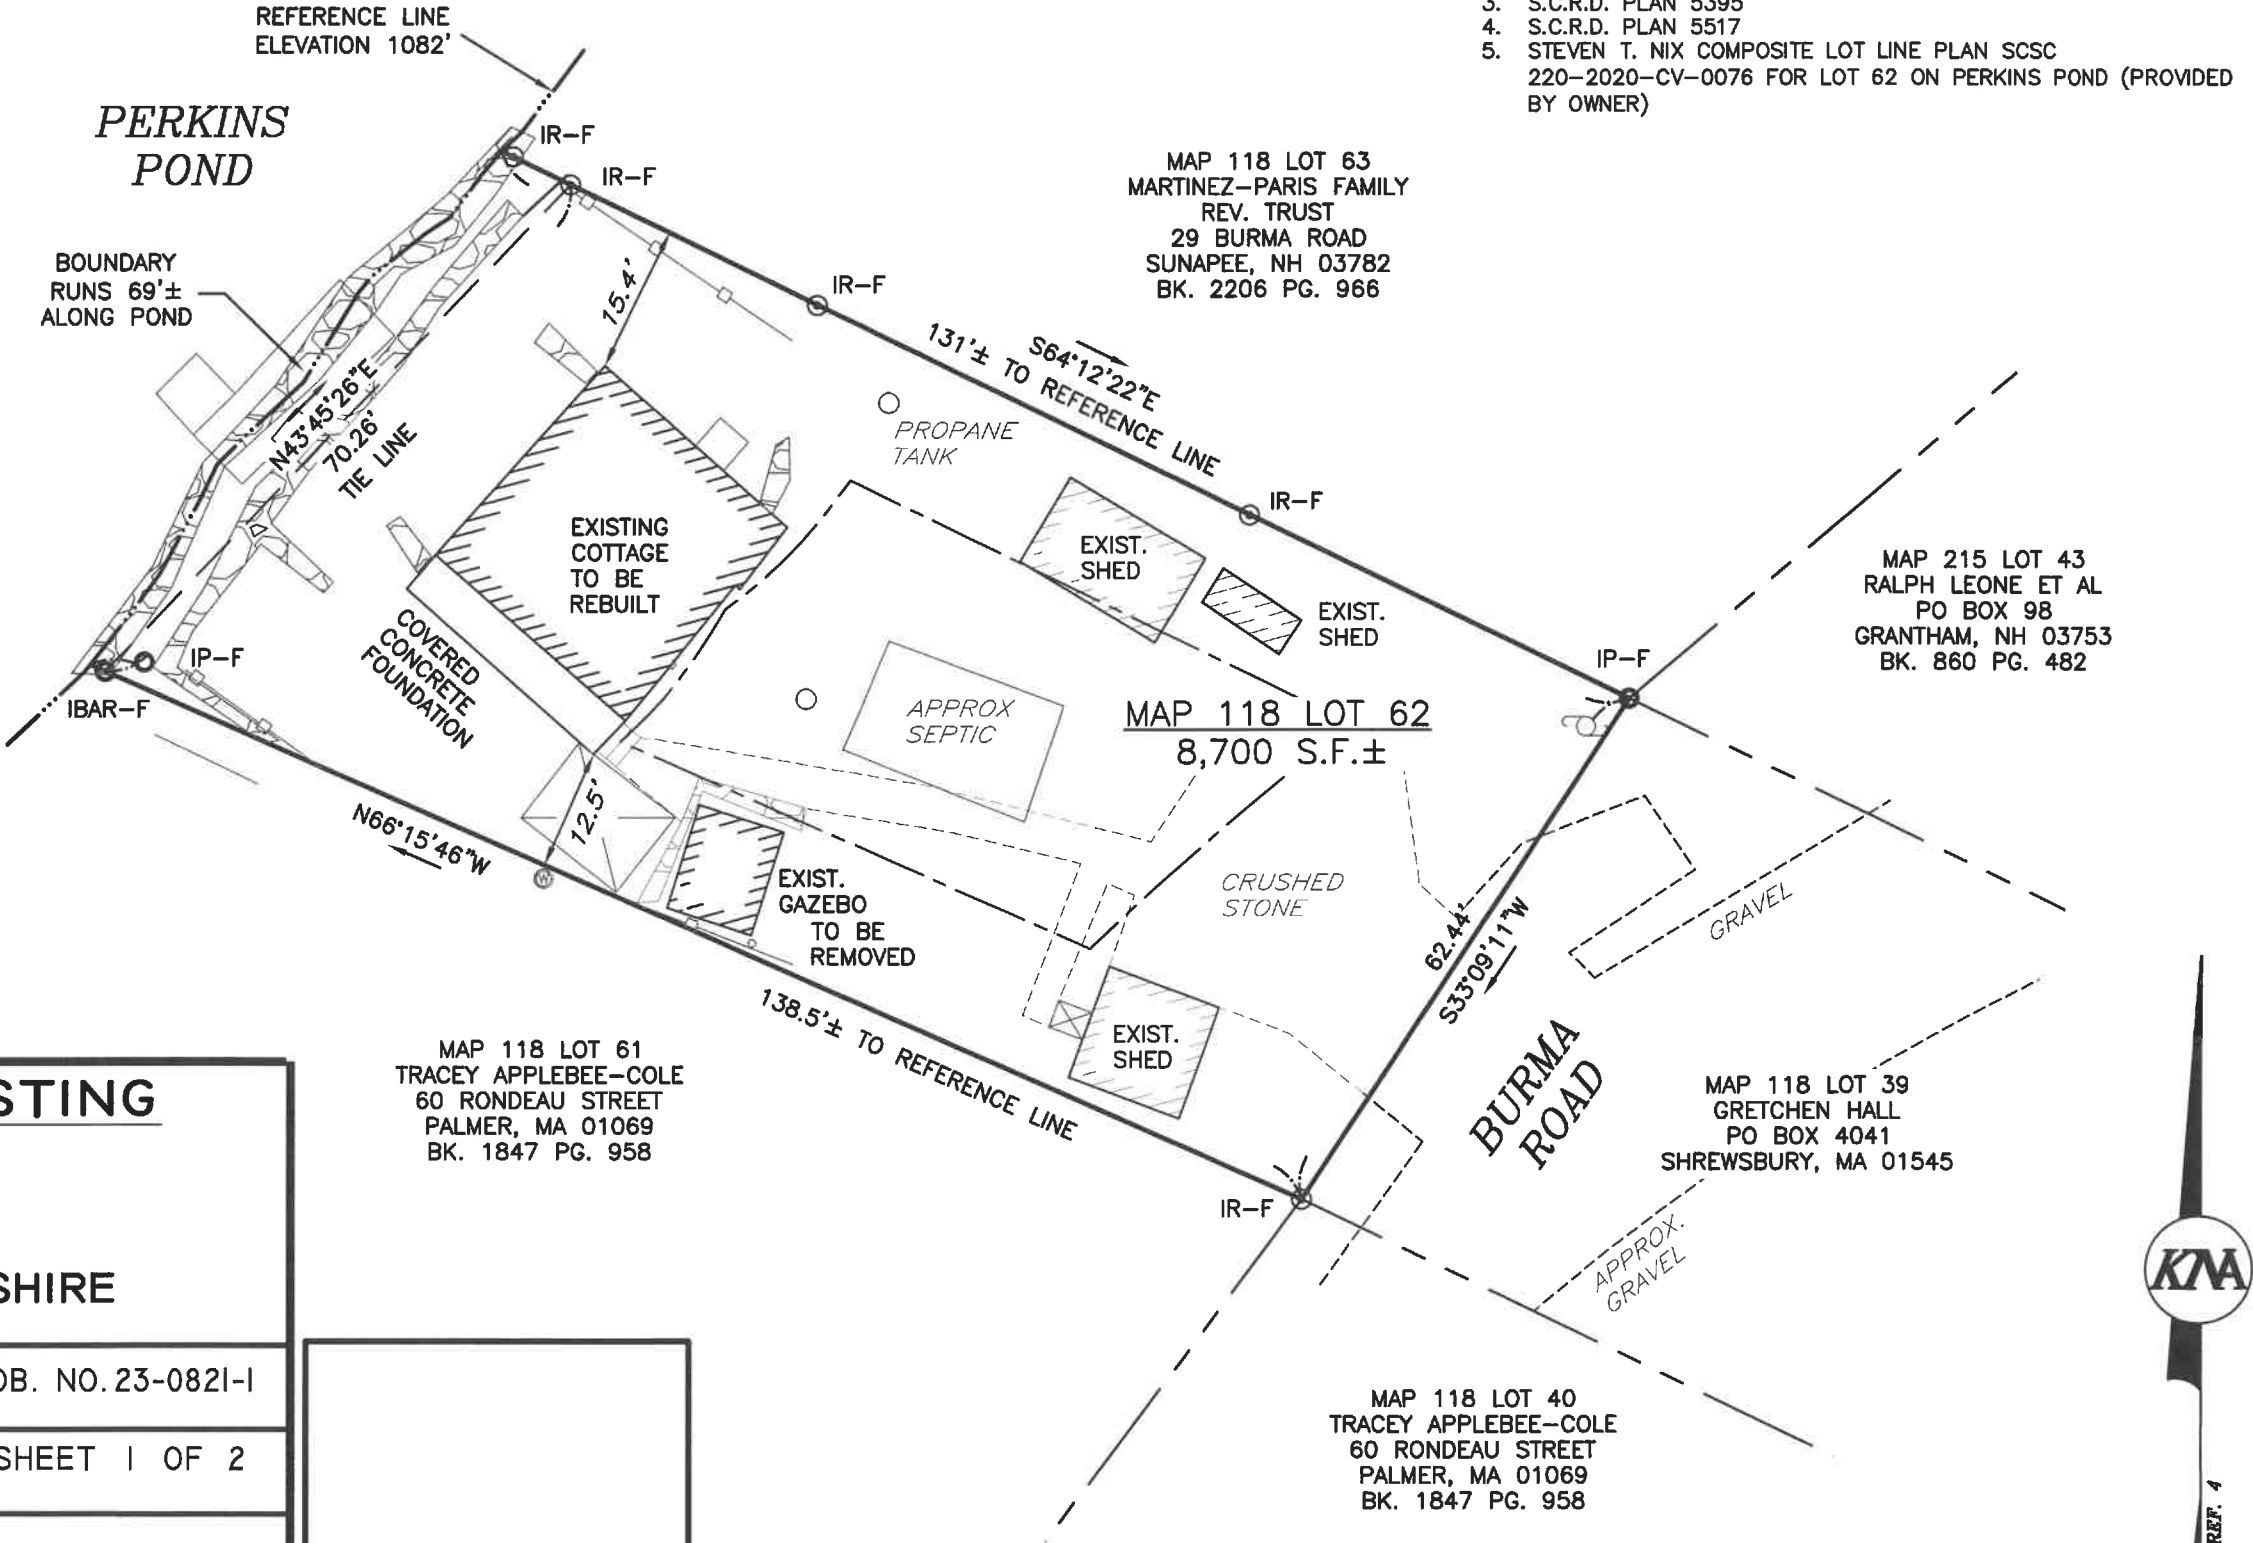 REFERENCE LINE
ELEVATION 1082'
3. S.C.R.D. PLAN 5395
4. S.C.R.D. PLAN 5517
5. STEVEN T. NIX COMPOSITE LOT LINE PLAN SCSC
220-2020-CV-0076 FOR LOT 62 ON PERKINS POND (PROVIDED
BY OWNER)
PERKINS
POND
IR-F
IR-F
BOUNDARY
RUNS 69'±
ALONG POND
MAP 118 LOT 63
MARTINEZ-PARIS FAMILY
REV. TRUST
29 BURMA ROAD
SUNAPEE, NH 03782
BK. 2206 PG. 966
15.4'
IR-F
S64°12'22"E
131'± TO REFERENCE LINE
N43°45'26"E
70.26'
TIE LINE
PROPANE
TANK
IR-F
EXISTING
COTTAGE
TO BE
REBUILT
EXIST.
SHED
EXIST.
SHED
MAP 215 LOT 43
RALPH LEONE ET AL
PO BOX 98
GRANTHAM, NH 03753
BK. 860 PG. 482
IP-F
IP-F
IBAR-F
COVERED
CONCRETE
FOUNDATION
APPROX
SEPTIC
MAP 118 LOT 62
8,700 S.F.±
12.5'
N66°15'46"W
W
EXIST.
GAZEBO
TO BE
REMOVED
CRUSHED
STONE
62.44'
S33°09'11"W
GRAVEL
138.5'± TO REFERENCE LINE
EXIST.
SHED
BURMA
ROAD
MAP 118 LOT 61
TRACEY APPLEBEE-COLE
60 RONDEAU STREET
PALMER, MA 01069
BK. 1847 PG. 958
MAP 118 LOT 39
GRETCHEN HALL
PO BOX 4041
SHREWSBURY, MA 01545
IR-F
APPROX.
GRAVEL
KNA
STING
SHIRE
OB. NO. 23-0821-1
SHEET 1 OF 2
MAP 118 LOT 40
TRACEY APPLEBEE-COLE
60 RONDEAU STREET
PALMER, MA 01069
BK. 1847 PG. 958
REF. 4